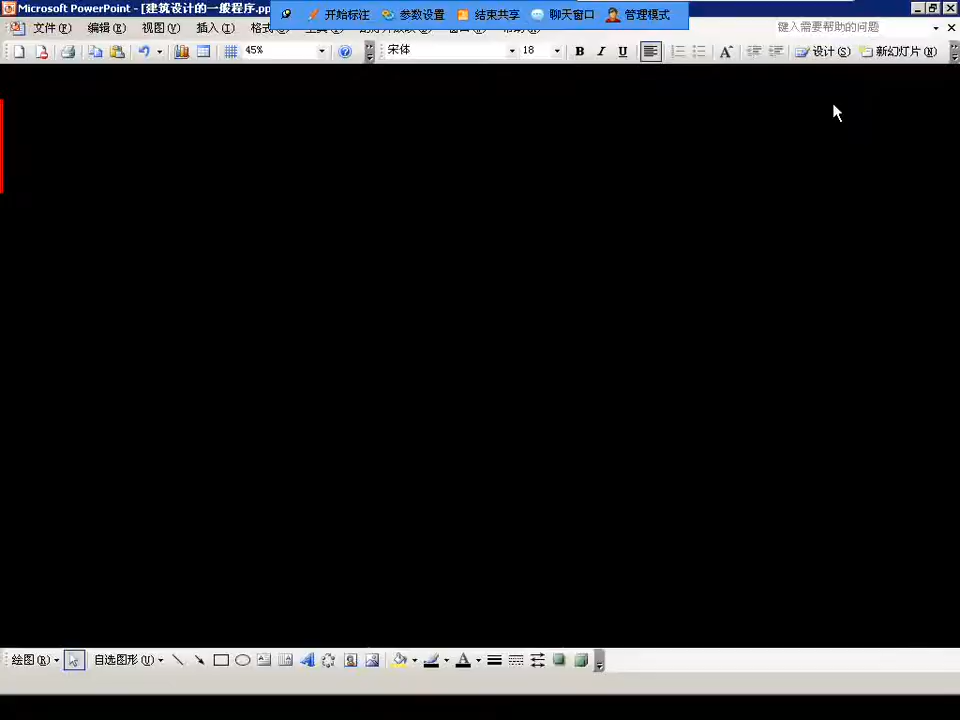 Microsoft PowerPoint - [建筑设计的一般程序.pp
开始标注 参数设置 结束共享 聊天窗口 管理模式
文件(F) 编辑(E) 视图(V) 插入(I) 键入需要帮助的问题
45% 宋体 18 B I U A 设计(S) 新幻灯片(N)
绘图(R) 自选图形(U) A